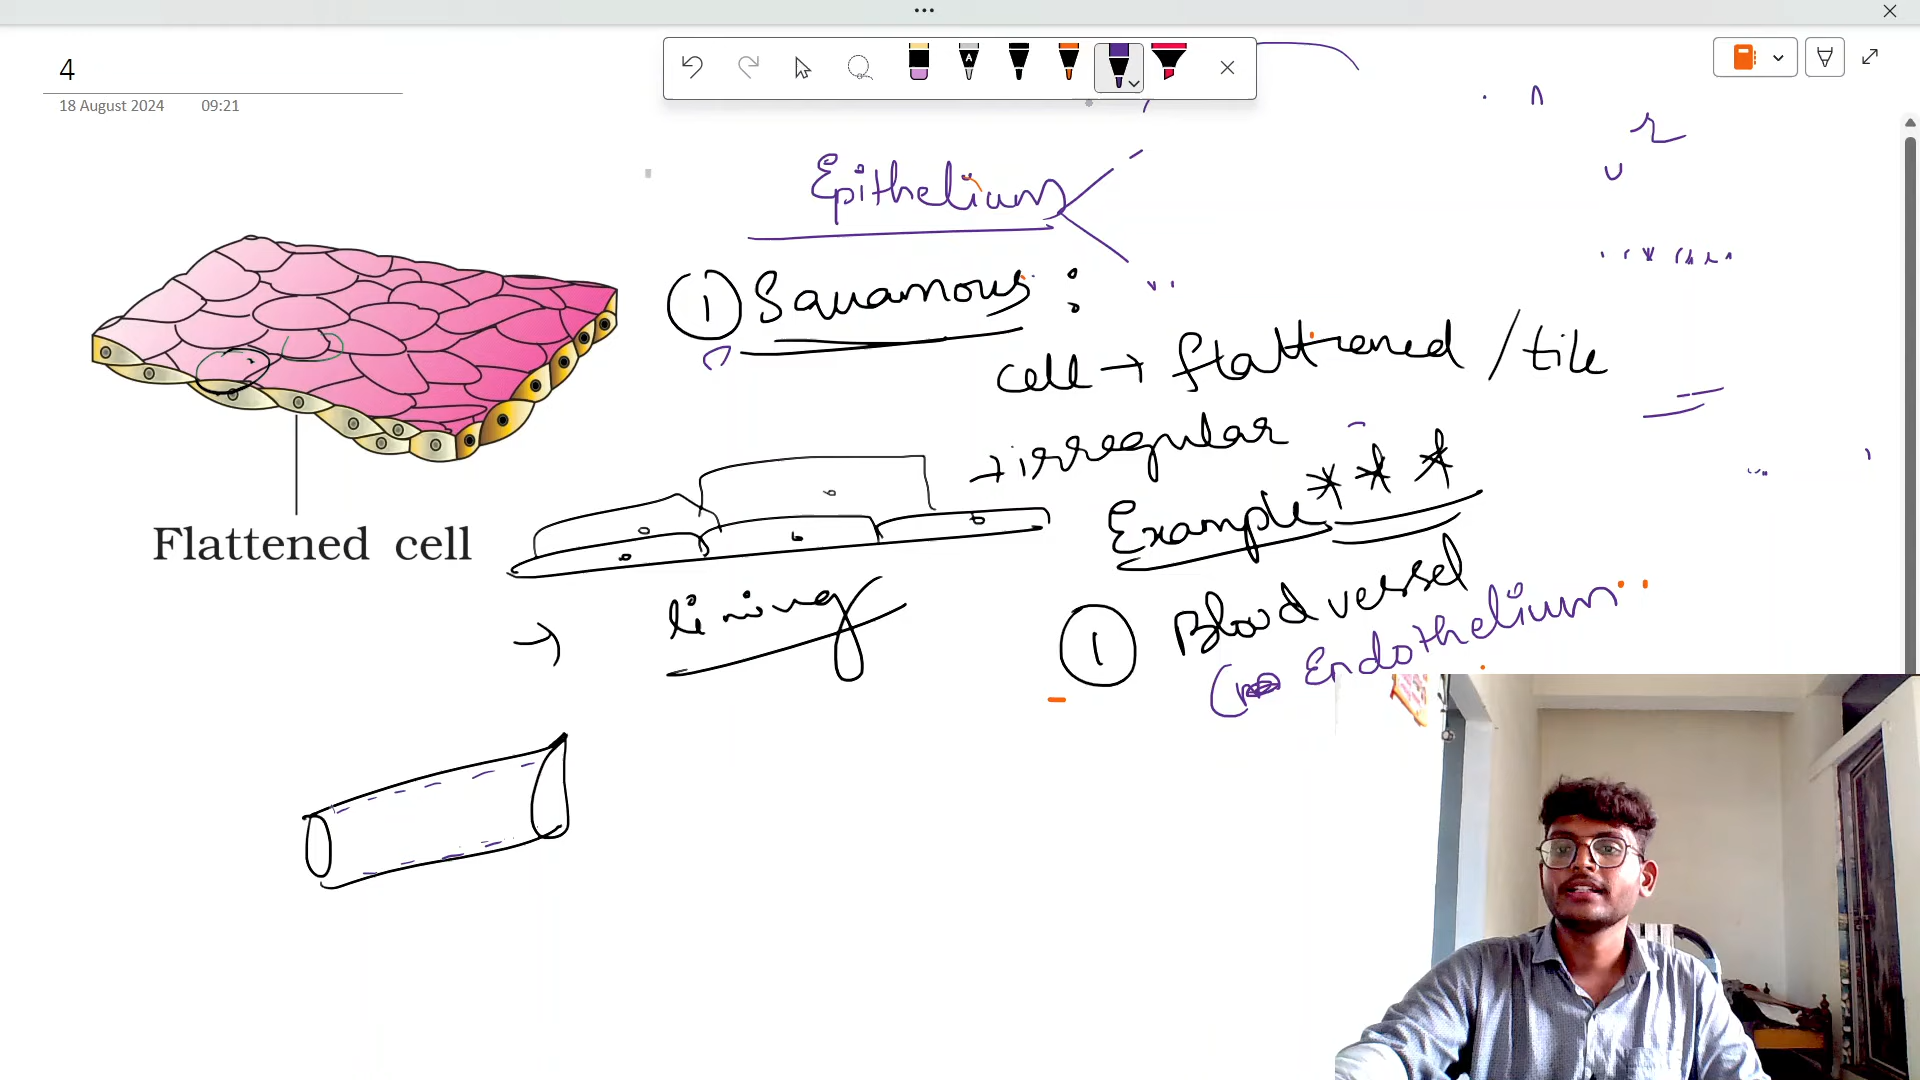 4
18 August 2024 09:21
Epithelium
① Squamous :
cell → flattened / tile
→ irregular
Example ***
Flattened cell
→ lining
① Blood vessel
( Endothelium